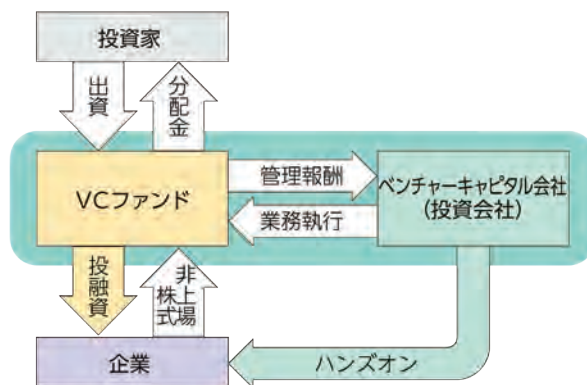 投資家
出資
分配金
VCファンド
管理報酬
業務執行
ベンチャーキャピタル会社
(投資会社)
投融資
非上場
株式
企業
ハンズオン